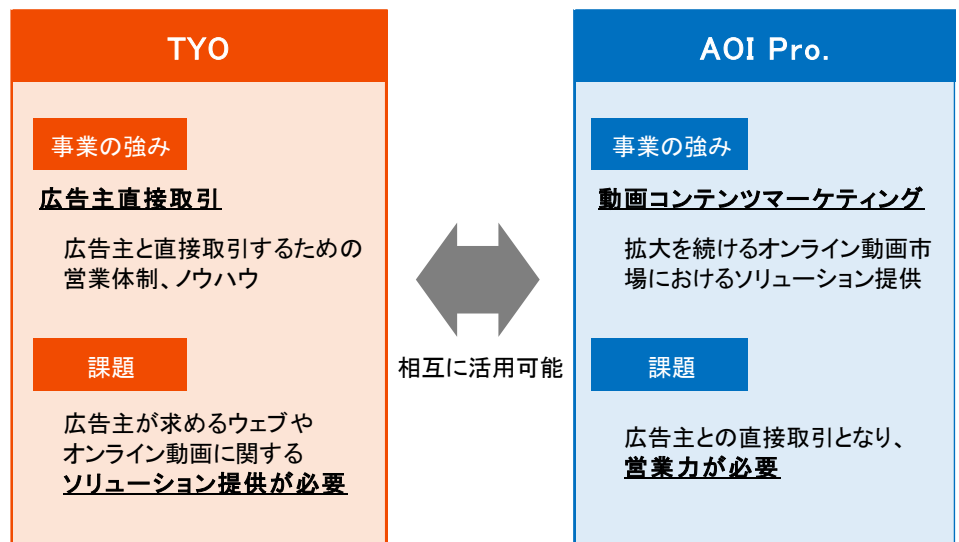 TYO
事業の強み
広告主直接取引
広告主と直接取引するための
営業体制、ノウハウ
課題
広告主が求めるウェブや
オンライン動画に関する
ソリューション提供が必要
相互に活用可能
AOI Pro.
事業の強み
動画コンテンツマーケティング
拡大を続けるオンライン動画市
場におけるソリューション提供
課題
広告主との直接取引となり、
営業力が必要